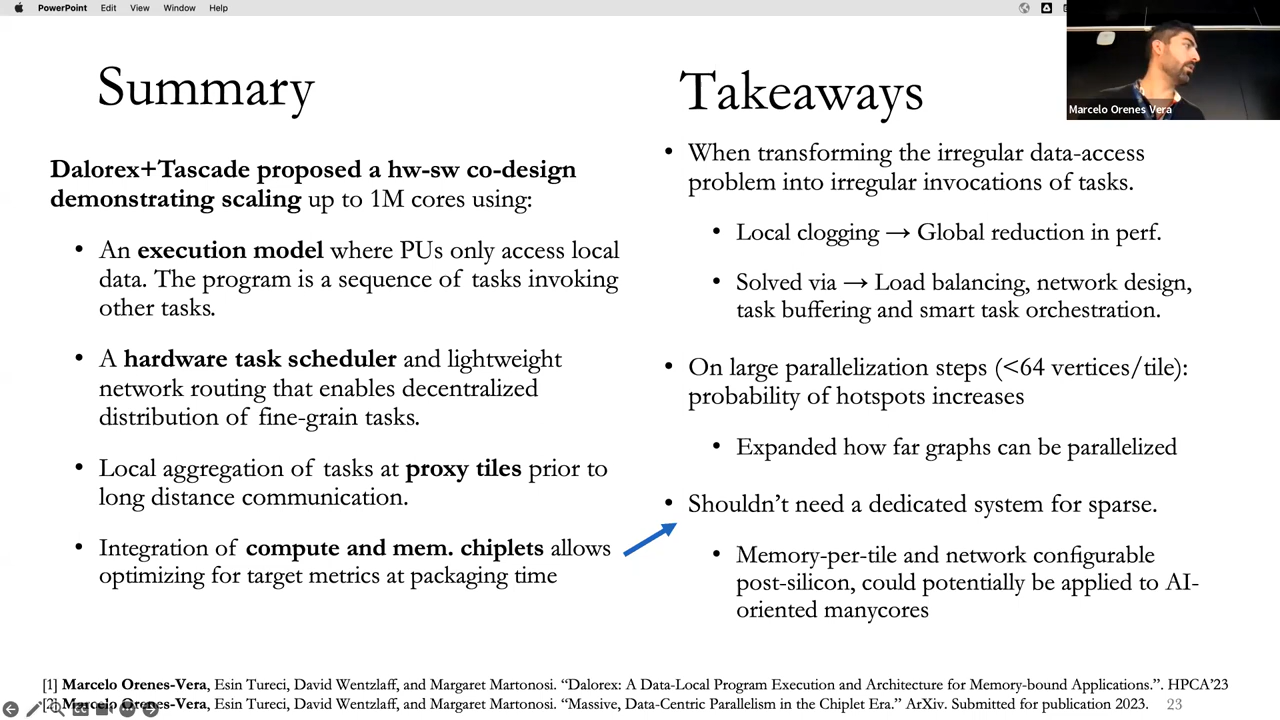 PowerPoint Edit View Window Help
Marcelo Orenes Vera
Summary
Dalorex+Tascade proposed a hw-sw co-design
demonstrating scaling up to 1M cores using:
• An execution model where PUs only access local
data. The program is a sequence of tasks invoking
other tasks.
• A hardware task scheduler and lightweight
network routing that enables decentralized
distribution of fine-grain tasks.
• Local aggregation of tasks at proxy tiles prior to
long distance communication.
• Integration of compute and mem. chiplets allows
optimizing for target metrics at packaging time
Takeaways
• When transforming the irregular data-access
problem into irregular invocations of tasks.
• Local clogging → Global reduction in perf.
• Solved via → Load balancing, network design,
task buffering and smart task orchestration.
• On large parallelization steps (<64 vertices/tile):
probability of hotspots increases
• Expanded how far graphs can be parallelized
• Shouldn't need a dedicated system for sparse.
• Memory-per-tile and network configurable
post-silicon, could potentially be applied to AI-
oriented manycores
[1] Marcelo Orenes-Vera, Esin Tureci, David Wentzlaff, and Margaret Martonosi. “Dalorex: A Data-Local Program Execution and Architecture for Memory-bound Applications.”. HPCA'23
[2] Marcelo Orenes-Vera, Esin Tureci, David Wentzlaff, and Margaret Martonosi. “Massive, Data-Centric Parallelism in the Chiplet Era.” ArXiv. Submitted for publication 2023.
23